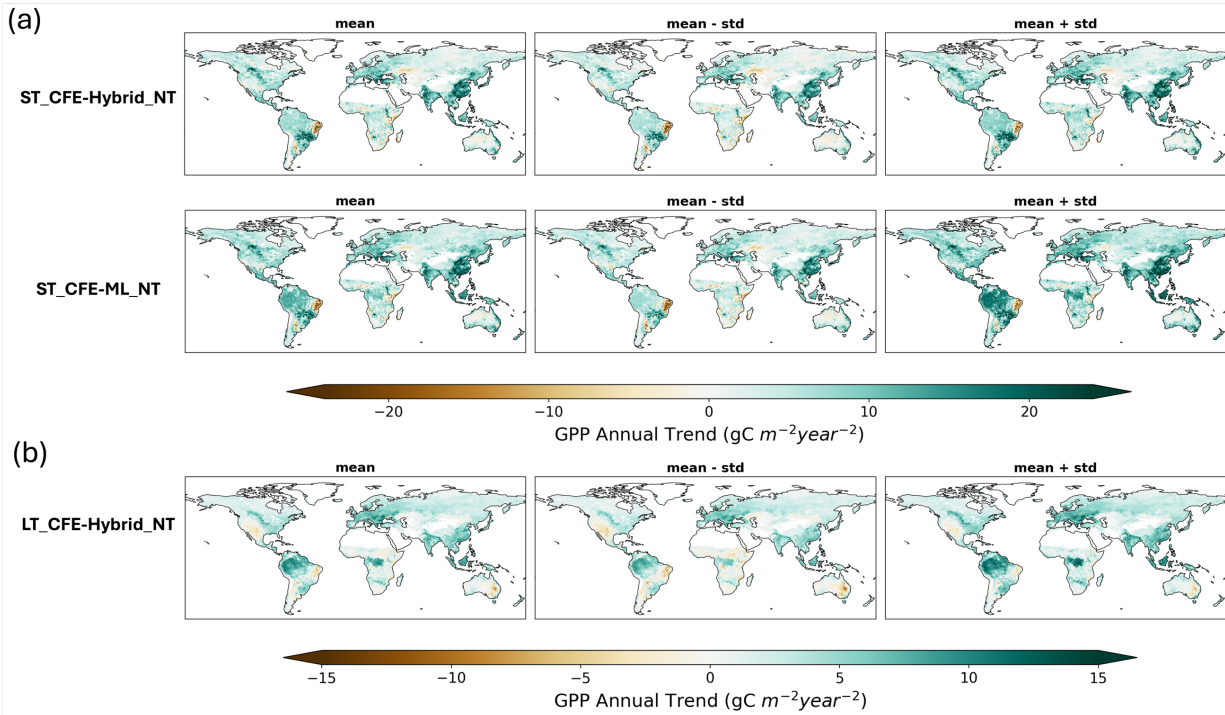 (a)
mean mean - std mean + std
ST_CFE-Hybrid_NT
mean mean - std mean + std
ST_CFE-ML_NT
−20 −10 0 10 20
GPP Annual Trend (gC m⁻²year⁻²)
(b)
mean mean - std mean + std
LT_CFE-Hybrid_NT
−15 −10 −5 0 5 10 15
GPP Annual Trend (gC m⁻²year⁻²)